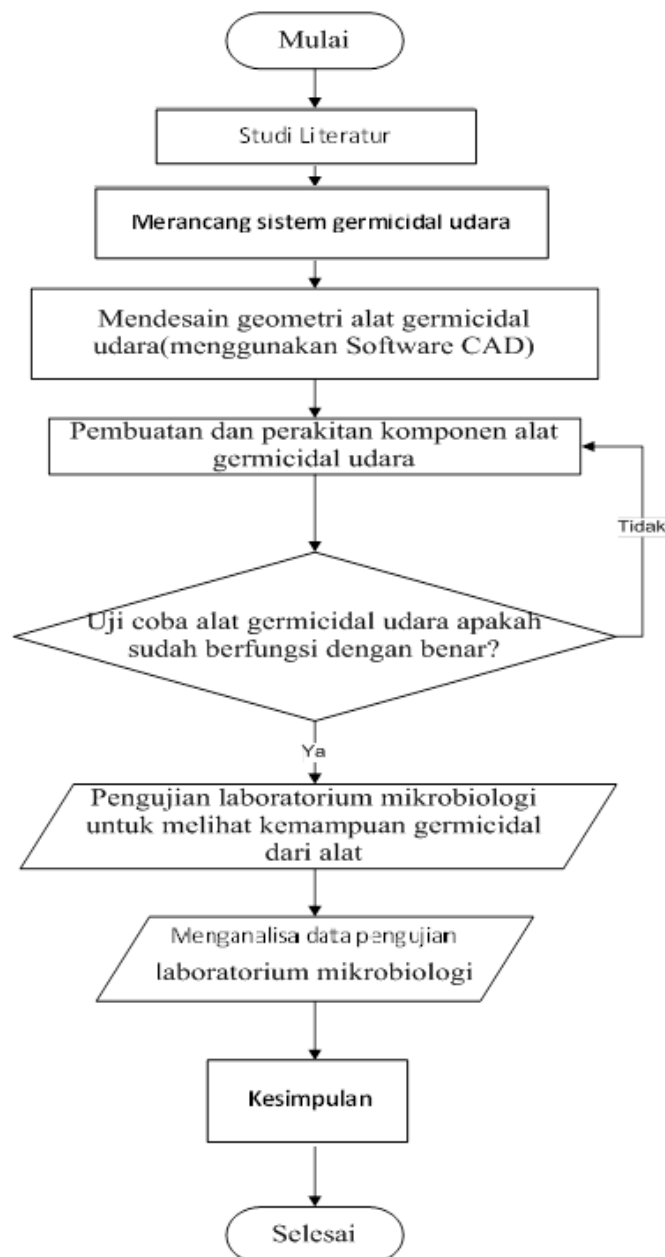 Mulai
Studi Literatur
Merancang sistem germicidal udara
Mendesain geometri alat germicidal
udara(menggunakan Software CAD)
Pembuatan dan perakitan komponen alat
germicidal udara
Tidak
Uji coba alat germicidal udara apakah
sudah berfungsi dengan benar?
Ya
Pengujian laboratorium mikrobiologi
untuk melihat kemampuan germicidal
dari alat
Menganalisa data pengujian
laboratorium mikrobiologi
Kesimpulan
Selesai